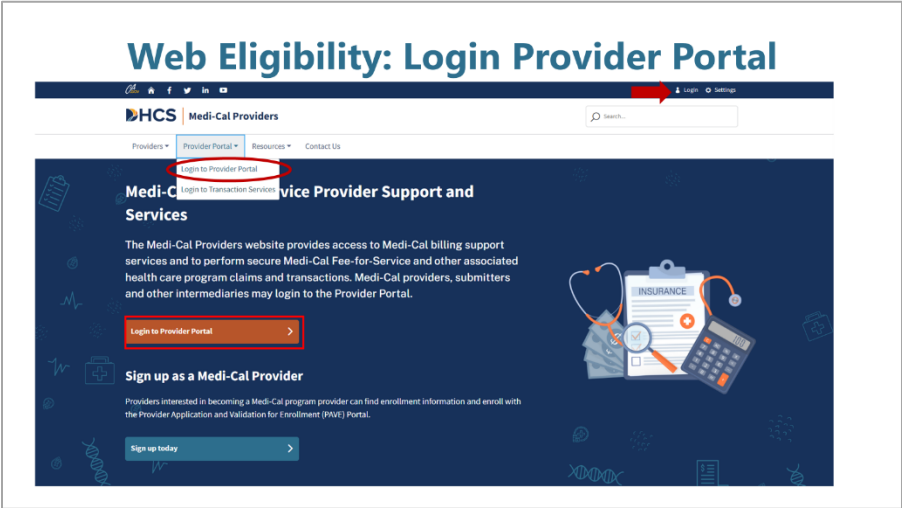 Web Eligibility: Login Provider Portal
Login Settings
DHCS Medi-Cal Providers
Search...
Providers Provider Portal Resources Contact Us
Login to Provider Portal
Login to Transaction Services
Medi-C vice Provider Support and
Services
The Medi-Cal Providers website provides access to Medi-Cal billing support
services and to perform secure Medi-Cal Fee-for-Service and other associated
health care program claims and transactions. Medi-Cal providers, submitters
and other intermediaries may login to the Provider Portal.
INSURANCE
Login to Provider Portal
Sign up as a Medi-Cal Provider
Providers interested in becoming a Medi-Cal program provider can find enrollment information and enroll with
the Provider Application and Validation for Enrollment (PAVE) Portal.
Sign up today